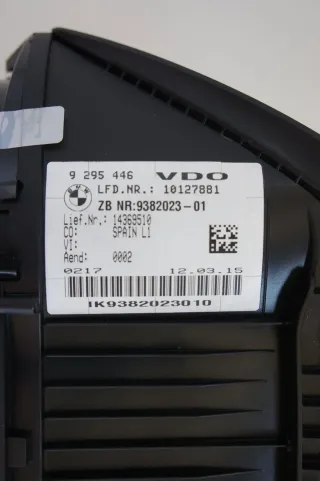 9 295 446 VDO
LFD.NR.: 10127881
ZB NR:9382023-01
Lief.Nr.: 14369510
CO: SPAIN L1
VI:
Aend: 0002
0217 12.03.15
IK9382023010